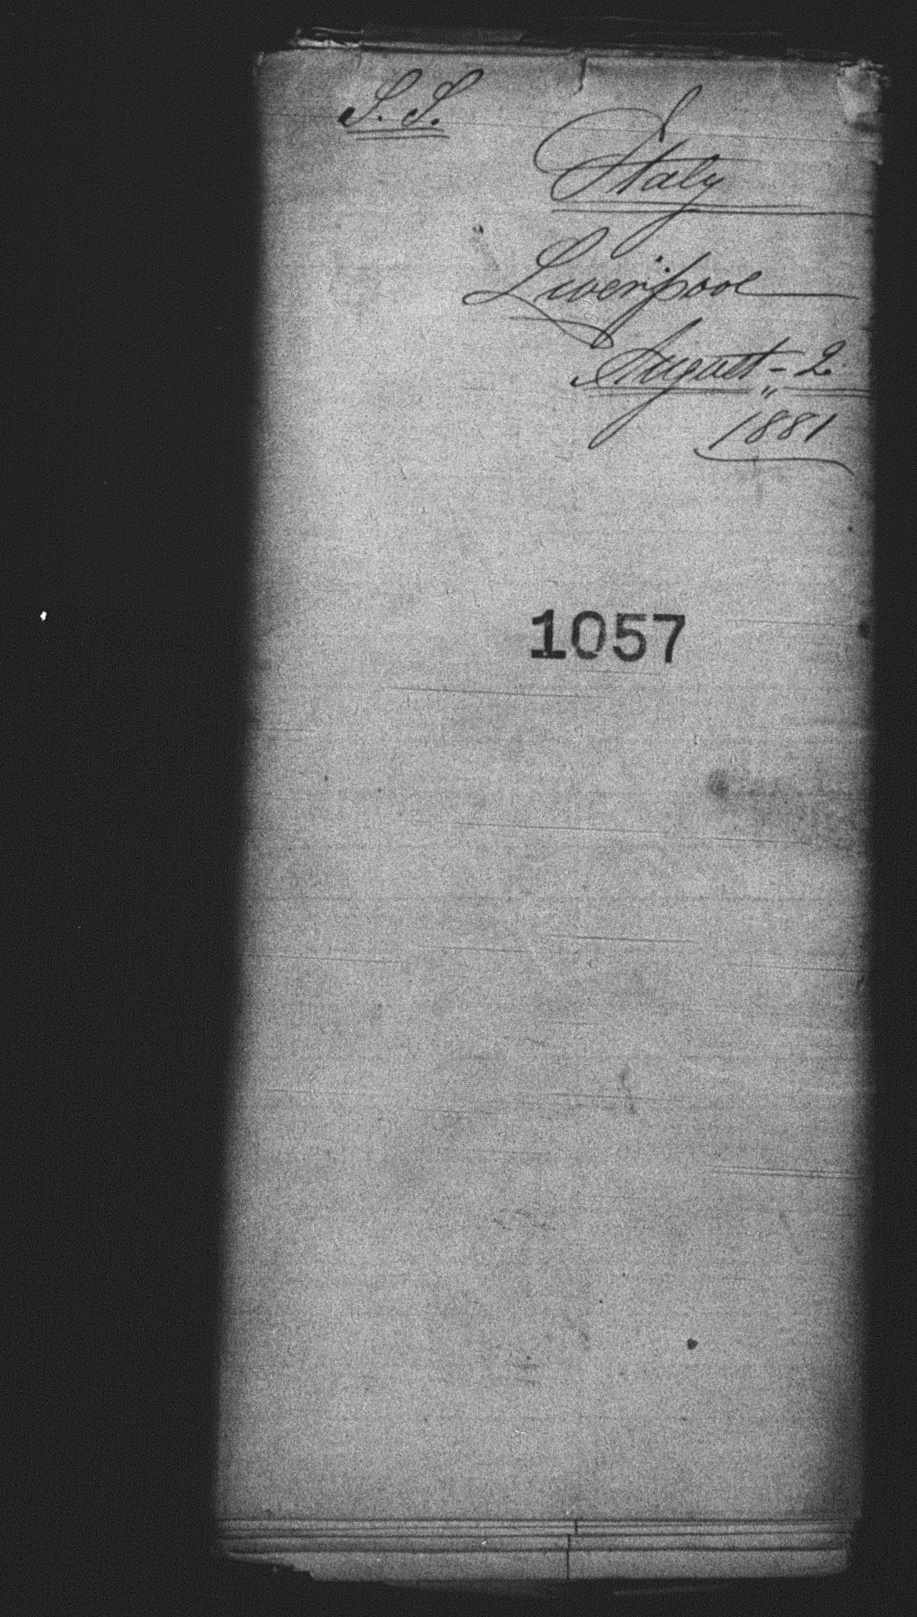 S. S.
Italy
Liverpool
August - 2
1881
1057